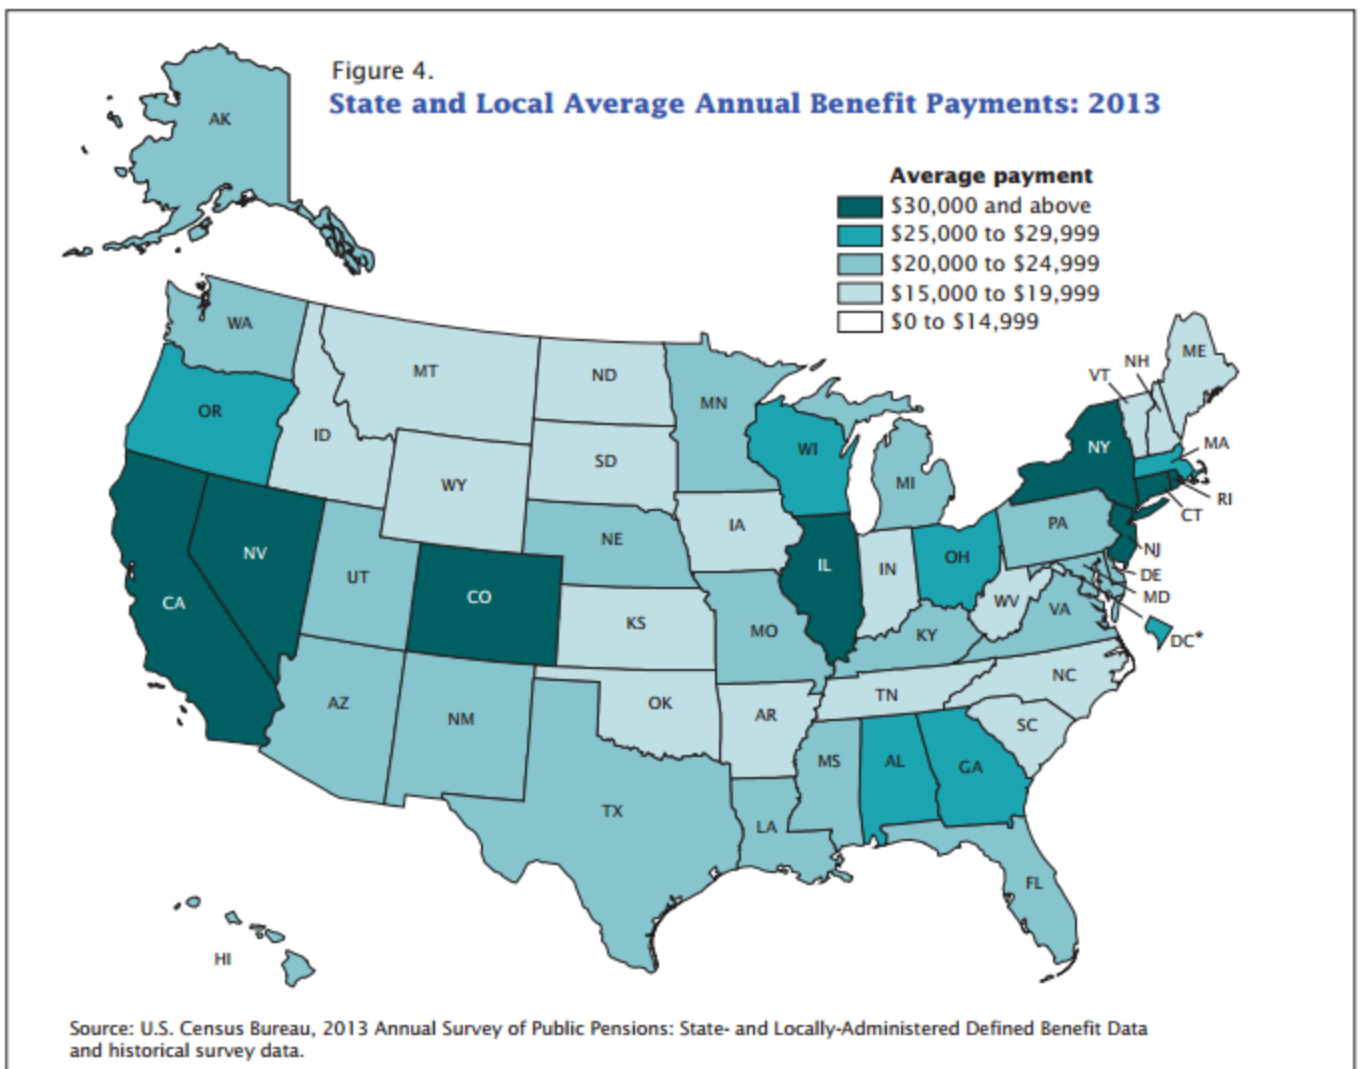 Figure 4.
State and Local Average Annual Benefit Payments: 2013
AK
Average payment
$30,000 and above
$25,000 to $29,999
$20,000 to $24,999
$15,000 to $19,999
$0 to $14,999
WA
MT
ND
MN
VT
NH
ME
OR
ID
SD
WI
NY
MA
WY
MI
RI
IA
CT
NV
NE
PA
IL
IN
OH
NJ
UT
CO
DE
CA
MD
KS
MO
WV
VA
KY
DC*
AZ
NM
OK
AR
TN
NC
SC
MS
AL
GA
TX
LA
FL
HI
Source: U.S. Census Bureau, 2013 Annual Survey of Public Pensions: State- and Locally-Administered Defined Benefit Data
and historical survey data.